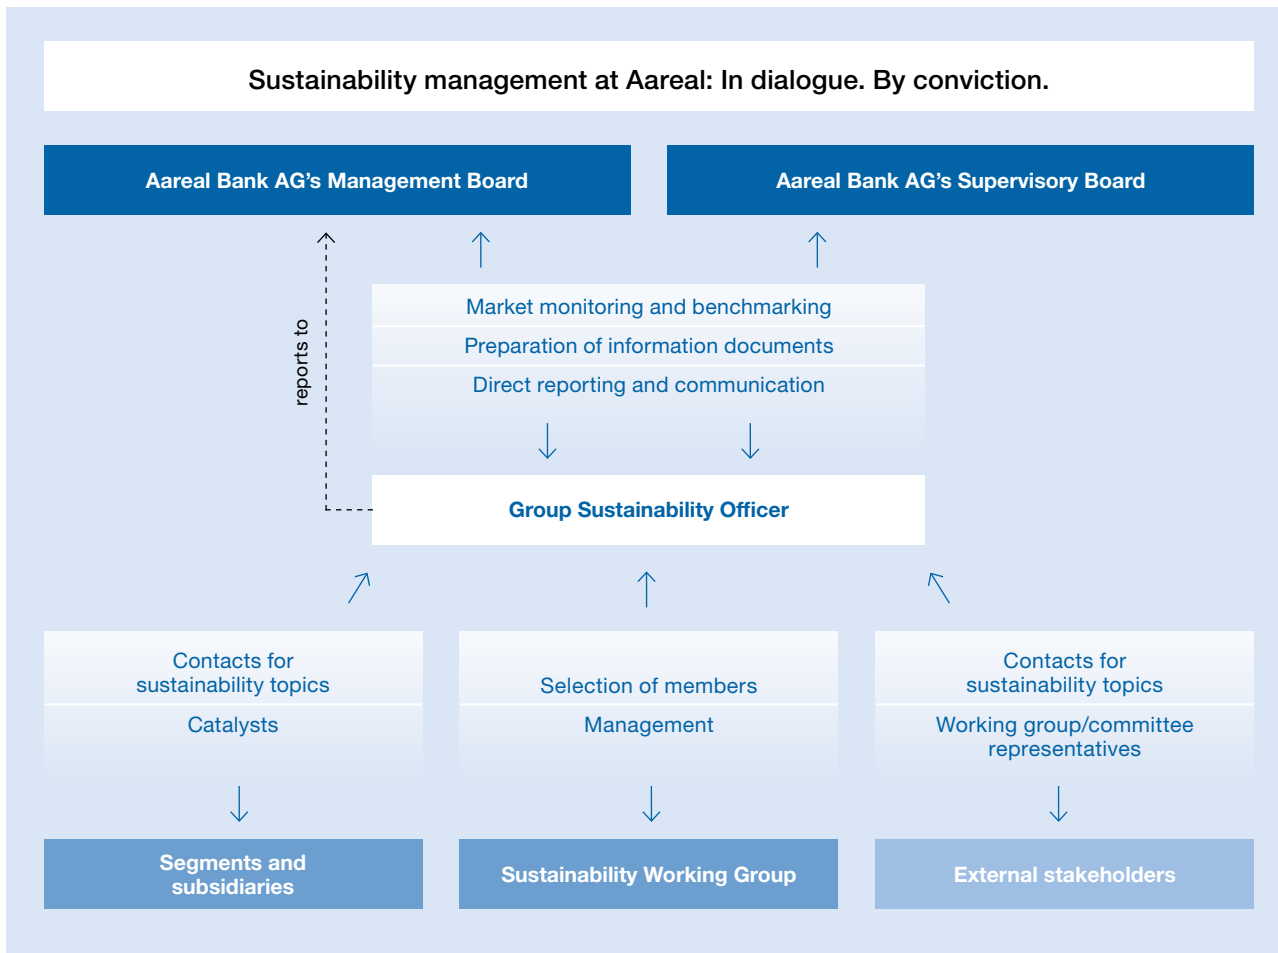 Sustainability management at Aareal: In dialogue. By conviction.
Aareal Bank AG’s Management Board
Aareal Bank AG’s Supervisory Board
reports to
Market monitoring and benchmarking
Preparation of information documents
Direct reporting and communication
Group Sustainability Officer
Contacts for
sustainability topics
Catalysts
Selection of members
Management
Contacts for
sustainability topics
Working group/committee
representatives
Segments and
subsidiaries
Sustainability Working Group
External stakeholders